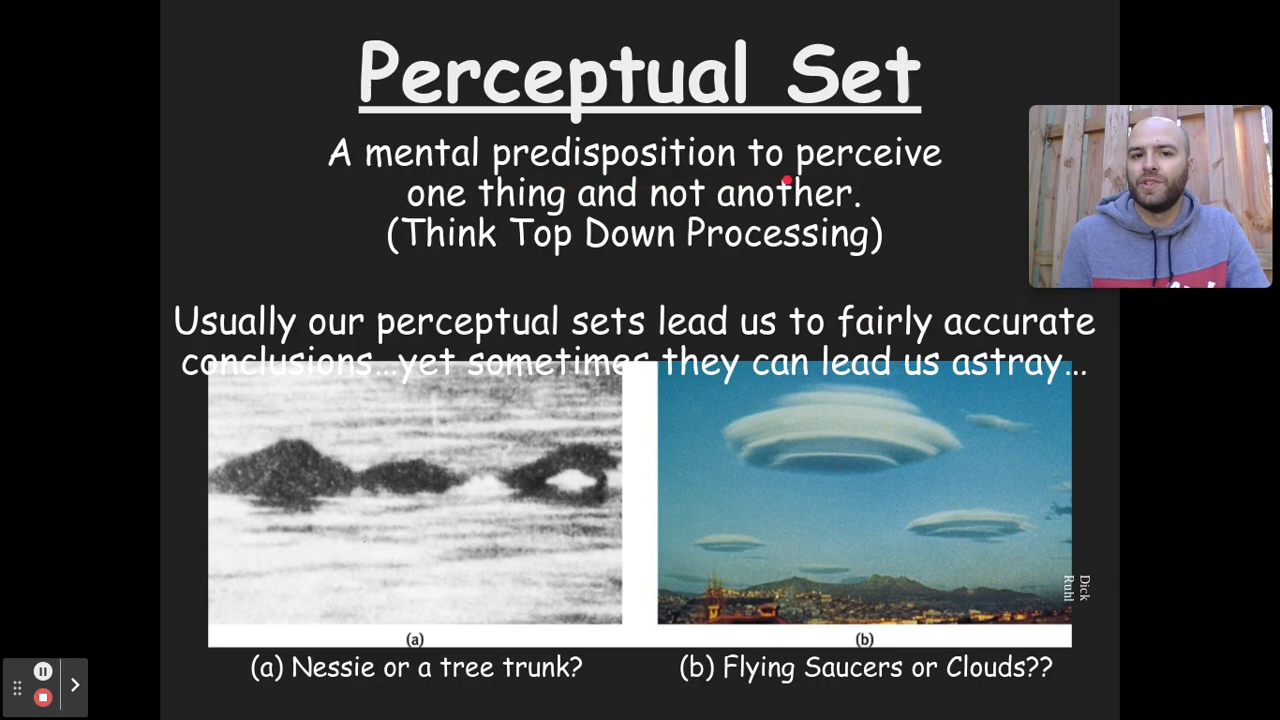 Perceptual Set
A mental predisposition to perceive
one thing and not another.
(Think Top Down Processing)
Usually our perceptual sets lead us to fairly accurate
conclusions...yet sometimes they can lead us astray...
Dick
Ruhl
(a)
(b)
(a) Nessie or a tree trunk?
(b) Flying Saucers or Clouds??